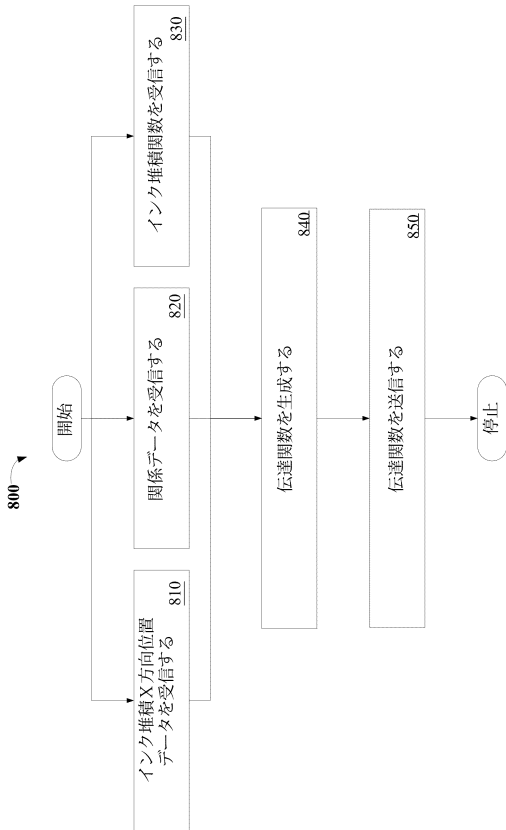 800
開始
インク堆積X方向位置
データを受信する
810
関係データを受信する
820
インク堆積関数を受信する
830
伝達関数を生成する
840
伝達関数を送信する
850
停止